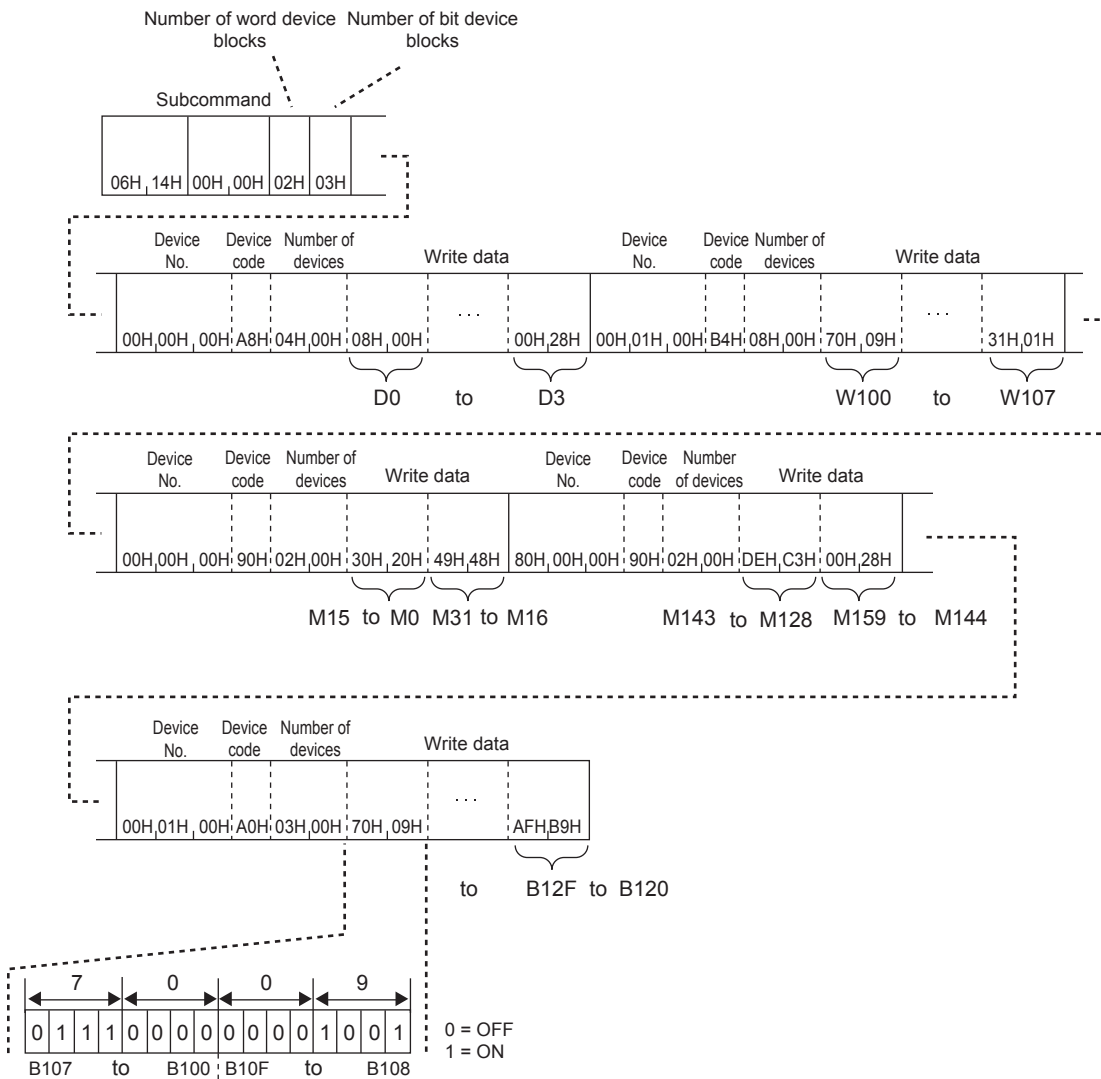 Number of word device Number of bit device
blocks blocks
Subcommand
06H 14H 00H 00H 02H 03H
Device Device Number of Device Device Number of
No. code devices Write data No. code devices Write data
00H 00H 00H A8H 04H 00H 08H 00H ... 00H 28H 00H 01H 00H B4H 08H 00H 70H 09H ... 31H 01H
D0 to D3 W100 to W107
Device Device Number of Device Device Number
No. code devices Write data No. code of devices Write data
00H 00H 00H 90H 02H 00H 30H 20H 49H 48H 80H 00H 00H 90H 02H 00H DEH C3H 00H 28H
M15 to M0 M31 to M16 M143 to M128 M159 to M144
Device Device Number of
No. code devices Write data
00H 01H 00H A0H 03H 00H 70H 09H ... AFH B9H
to B12F to B120
7 0 0 9
0 1 1 1 0 0 0 0 0 0 0 0 1 0 0 1 0 = OFF
1 = ON
B107 to B100 B10F to B108